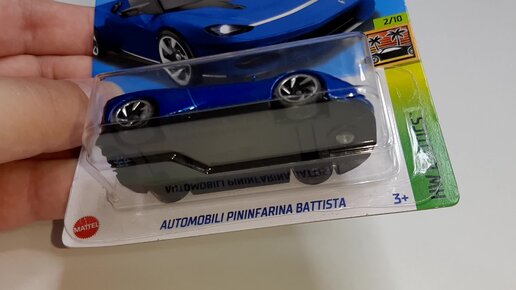 2/10
HW EXOTICS
AUTOMOBILI PININFARINA BATTISTA
MATTEL
3+